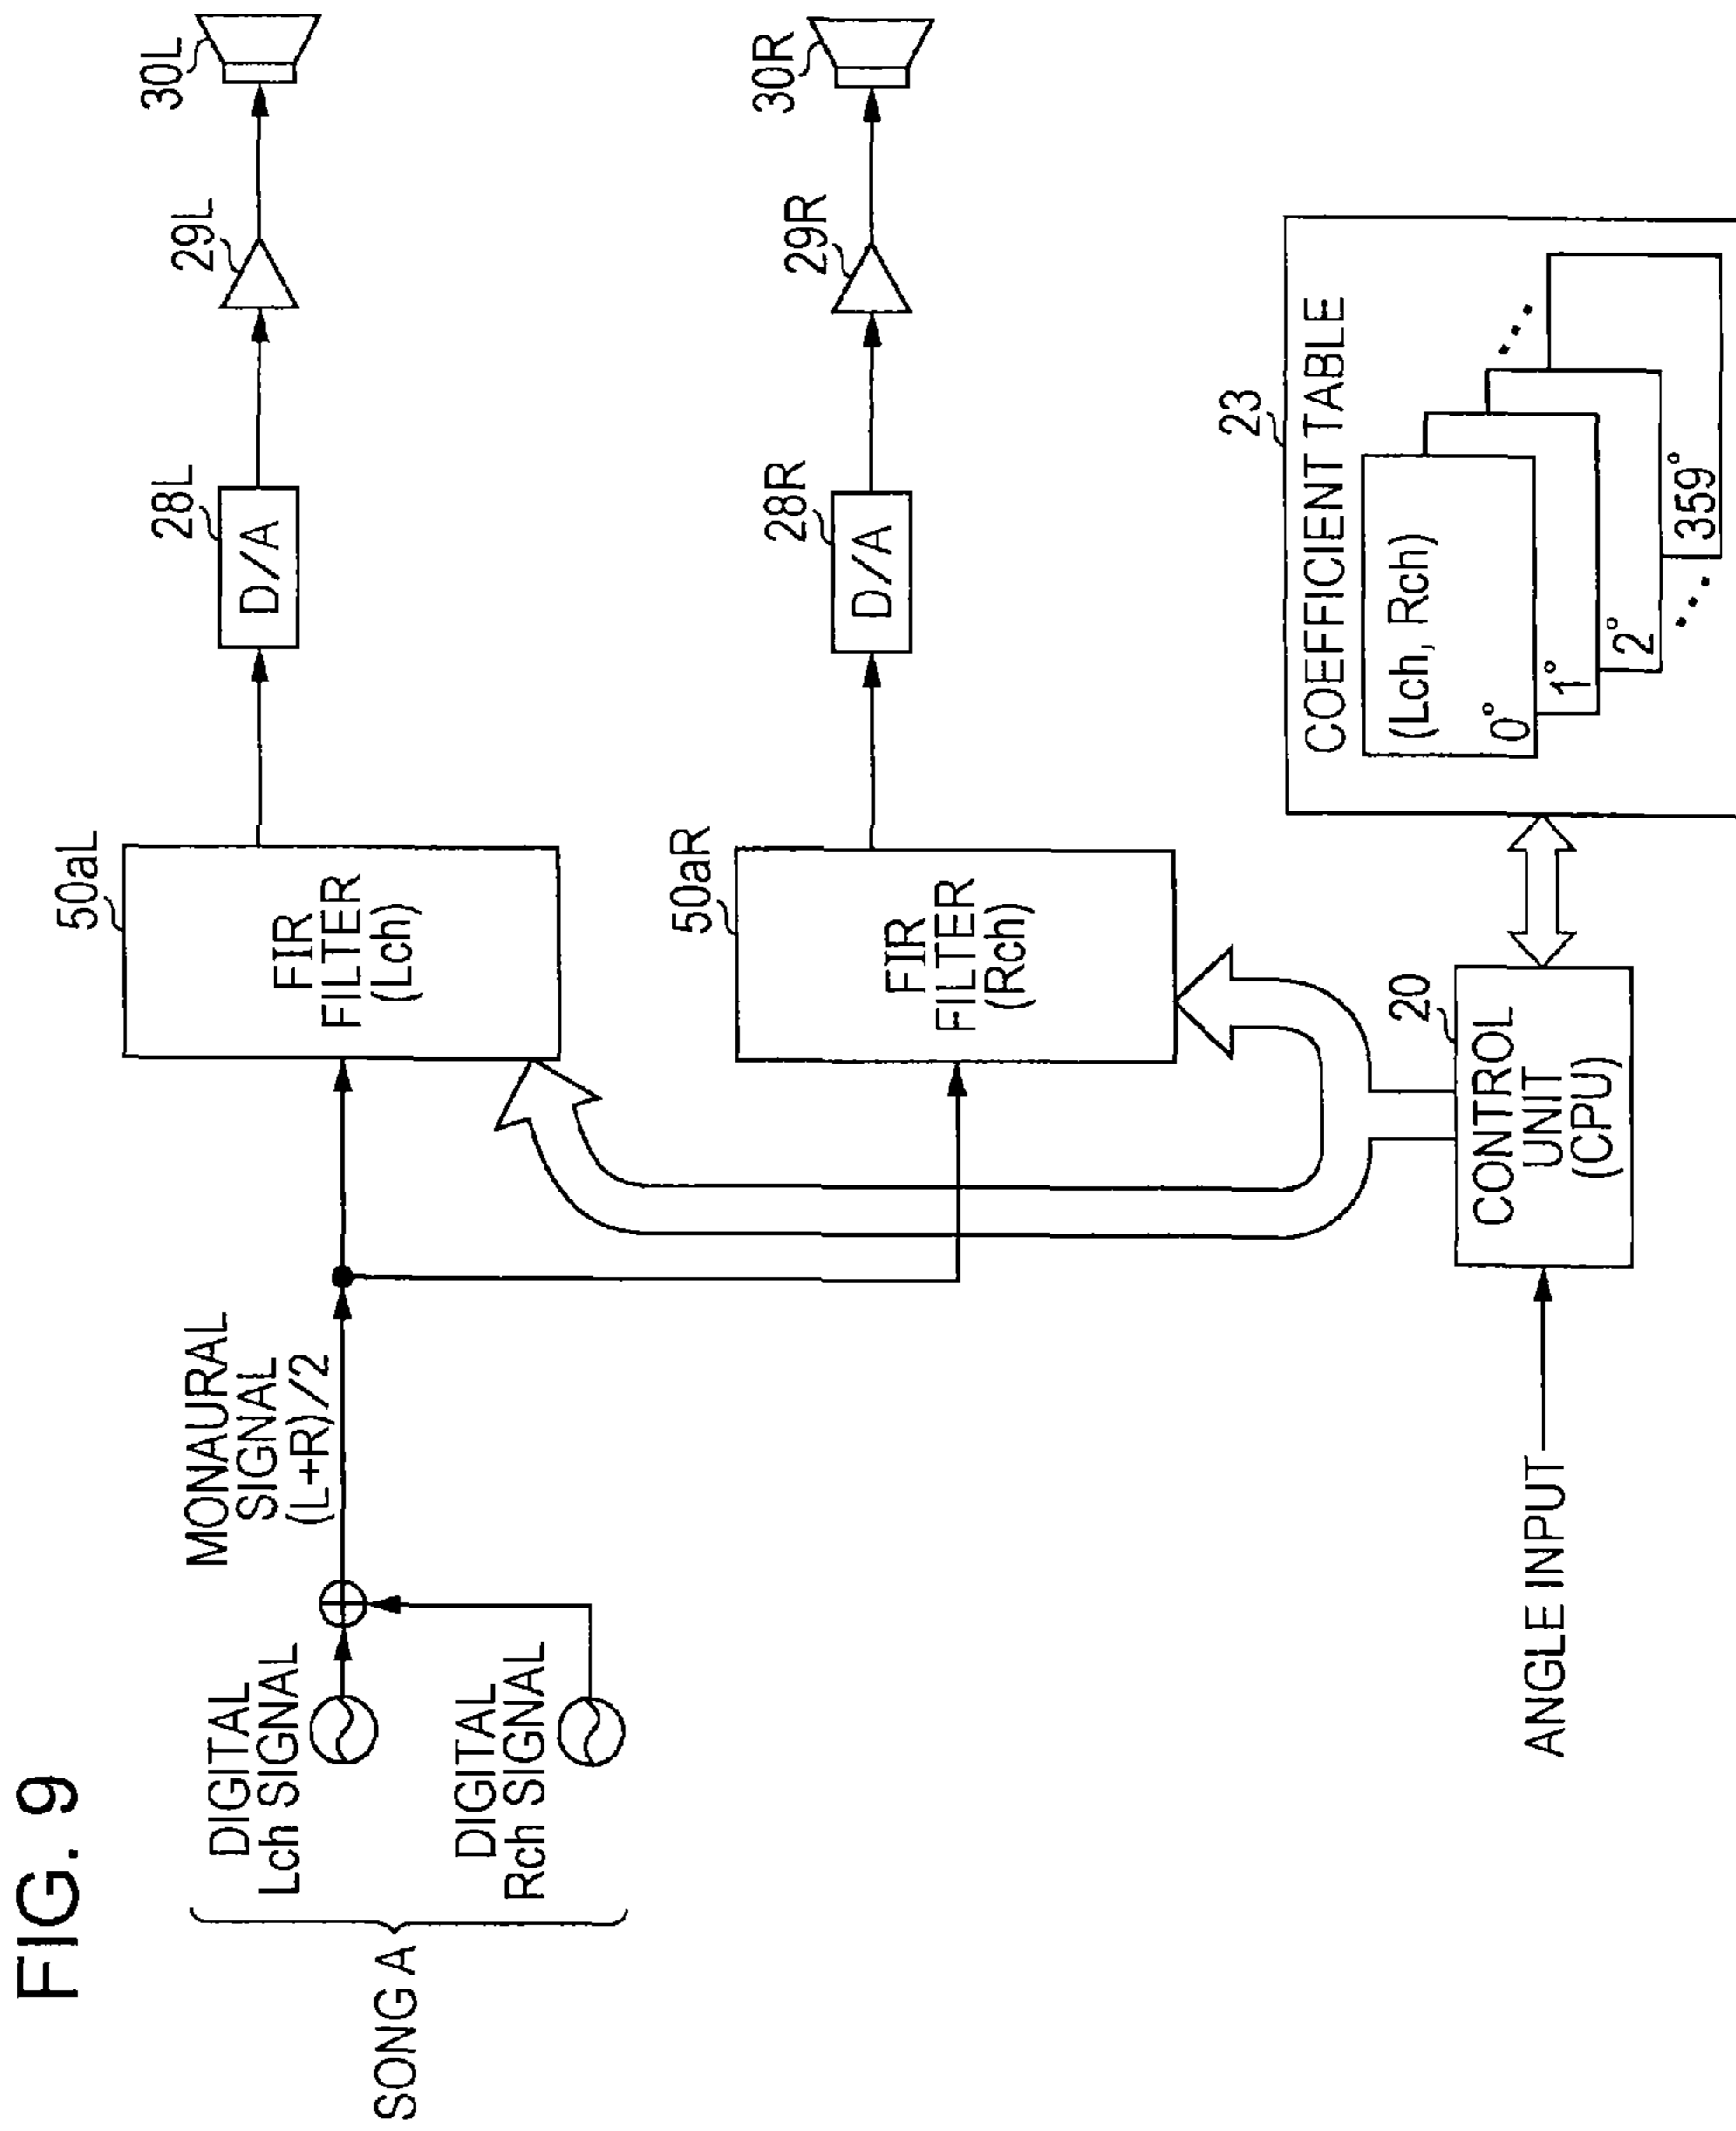 FIG. 9
SONG A
DIGITAL
Lch SIGNAL
DIGITAL
Rch SIGNAL
MONAURAL
SIGNAL
(L+R)/2
50aL
FIR
FILTER
(Lch)
28L
D/A
29L
30L
50aR
FIR
FILTER
(Rch)
28R
D/A
29R
30R
ANGLE INPUT
20
CONTROL
UNIT
(CPU)
23
COEFFICIENT TABLE
(Lch, Rch)
0°
1°
2°
...
...
359°